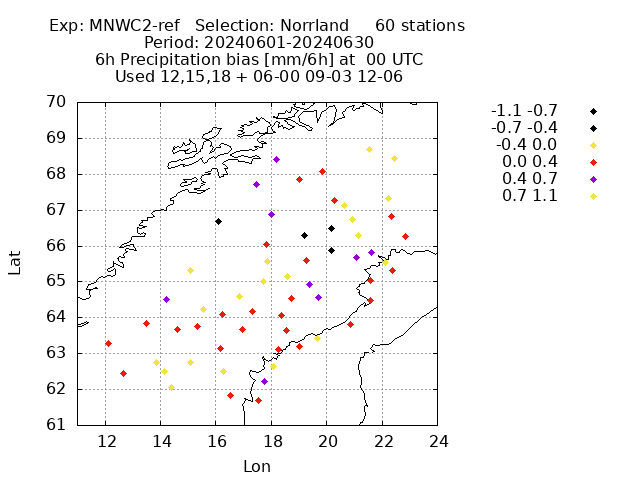 Exp: MNWC2-ref   Selection: Norrland     60 stations
Period: 20240601-20240630
6h Precipitation bias [mm/6h] at  00 UTC
Used 12,15,18 + 06-00 09-03 12-06
-1.1 -0.7
-0.7 -0.4
-0.4 0.0
0.0 0.4
0.4 0.7
0.7 1.1
70
69
68
67
66
65
64
63
62
61
Lat
12 14 16 18 20 22 24
Lon